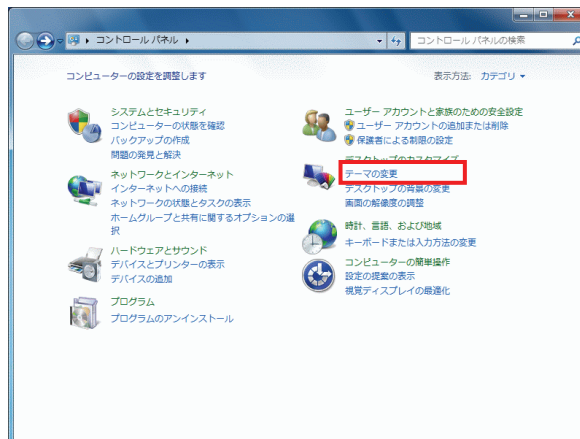 コントロール パネル
コントロール パネルの検索
コンピューターの設定を調整します
表示方法: カテゴリ
システムとセキュリティ
コンピューターの状態を確認
バックアップの作成
問題の発見と解決
ネットワークとインターネット
インターネットへの接続
ネットワークの状態とタスクの表示
ホームグループと共有に関するオプションの選
択
ハードウェアとサウンド
デバイスとプリンターの表示
デバイスの追加
プログラム
プログラムのアンインストール
ユーザー アカウントと家族のための安全設定
ユーザー アカウントの追加または削除
保護者による制限の設定
デスクトップのカスタマイズ
テーマの変更
デスクトップの背景の変更
画面の解像度の調整
時計、言語、および地域
キーボードまたは入力方法の変更
コンピューターの簡単操作
設定の提案の表示
視覚ディスプレイの最適化